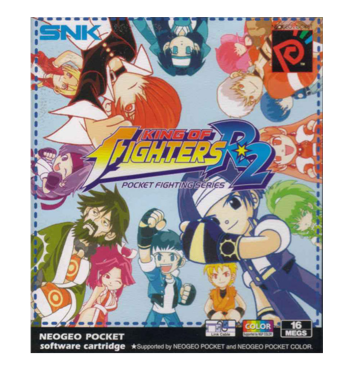 SNK
KING OF
FIGHTERS R2
POCKET FIGHTING SERIES
COLOR
16
MEGS
NEOGEO POCKET
software cartridge ★Supported by NEOGEO POCKET and NEOGEO POCKET COLOR.